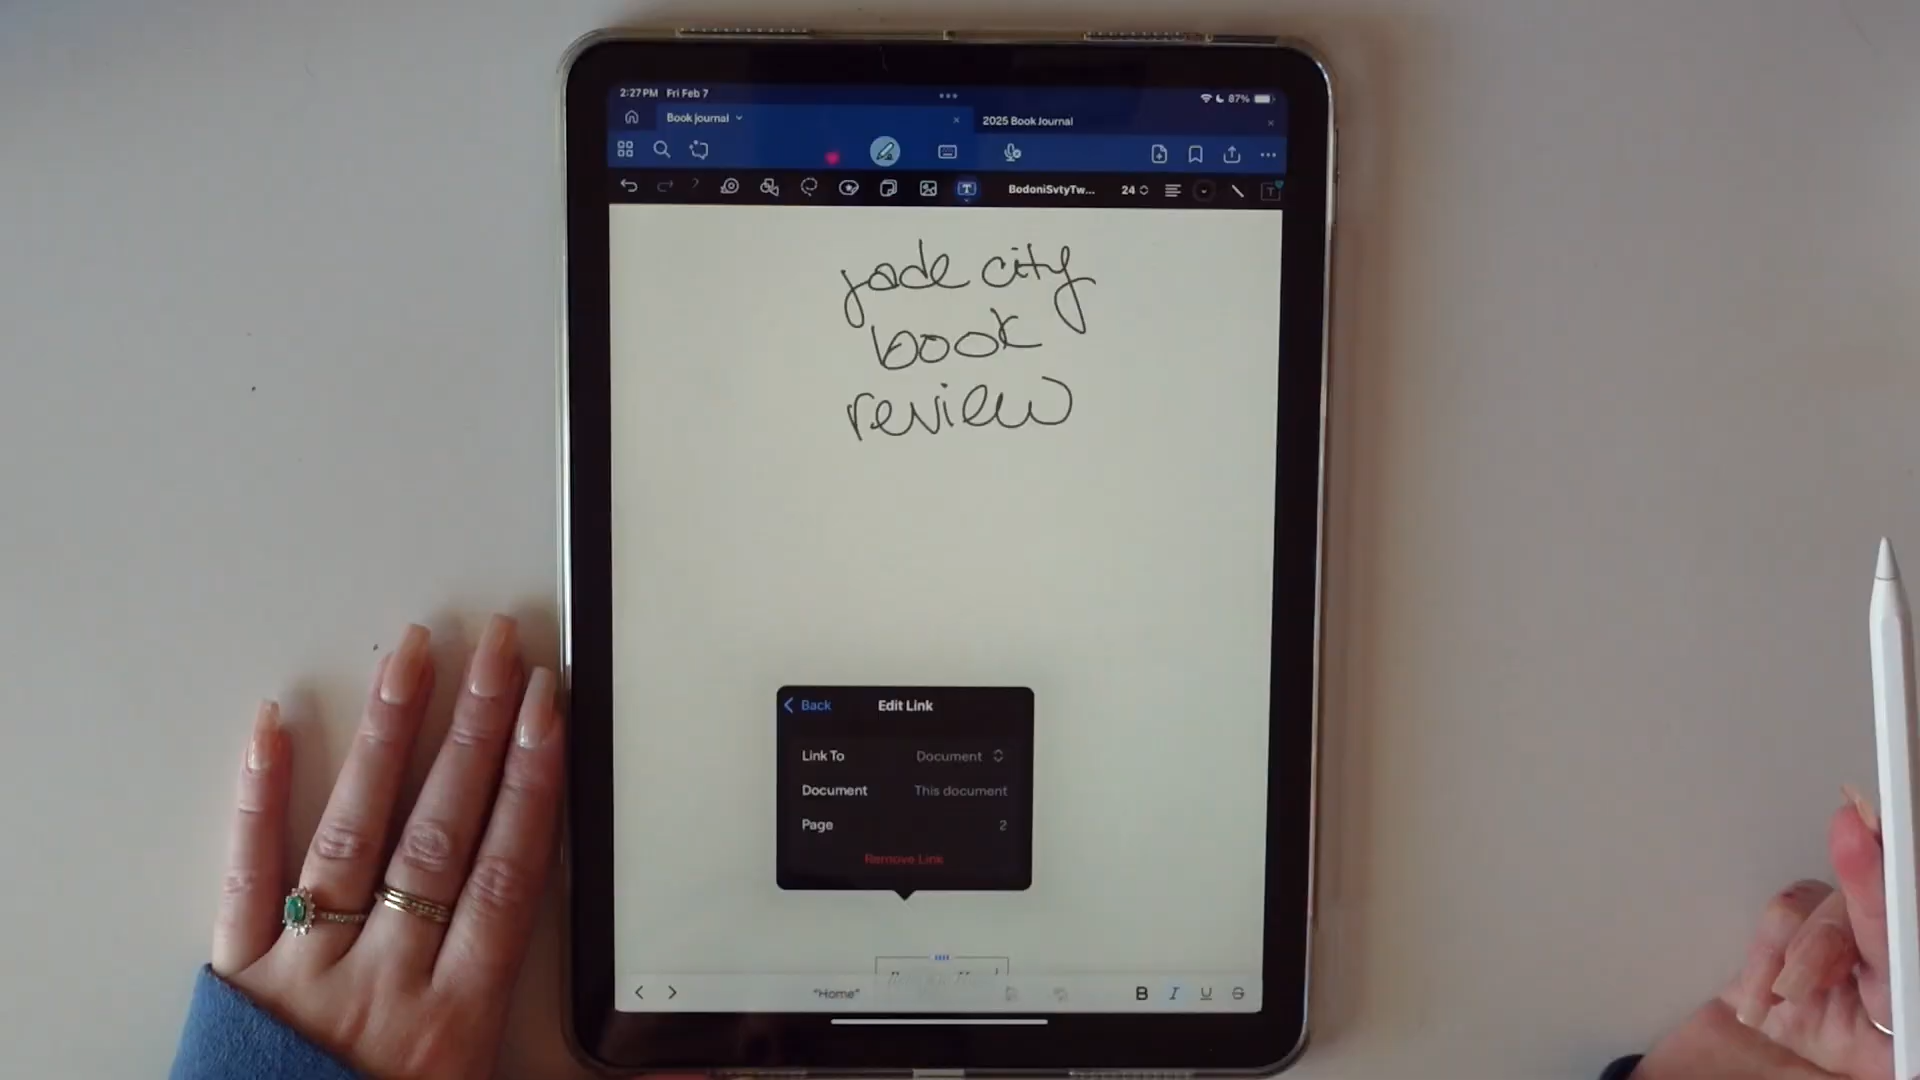 2:27 PM Fri Feb 7
87%
Book journal
2025 Book Journal
BodoniSvtyTw... 24
jade city
book
review
Back Edit Link
Link To Document
Document This document
Page 2
Remove Link
"Home" B I U S